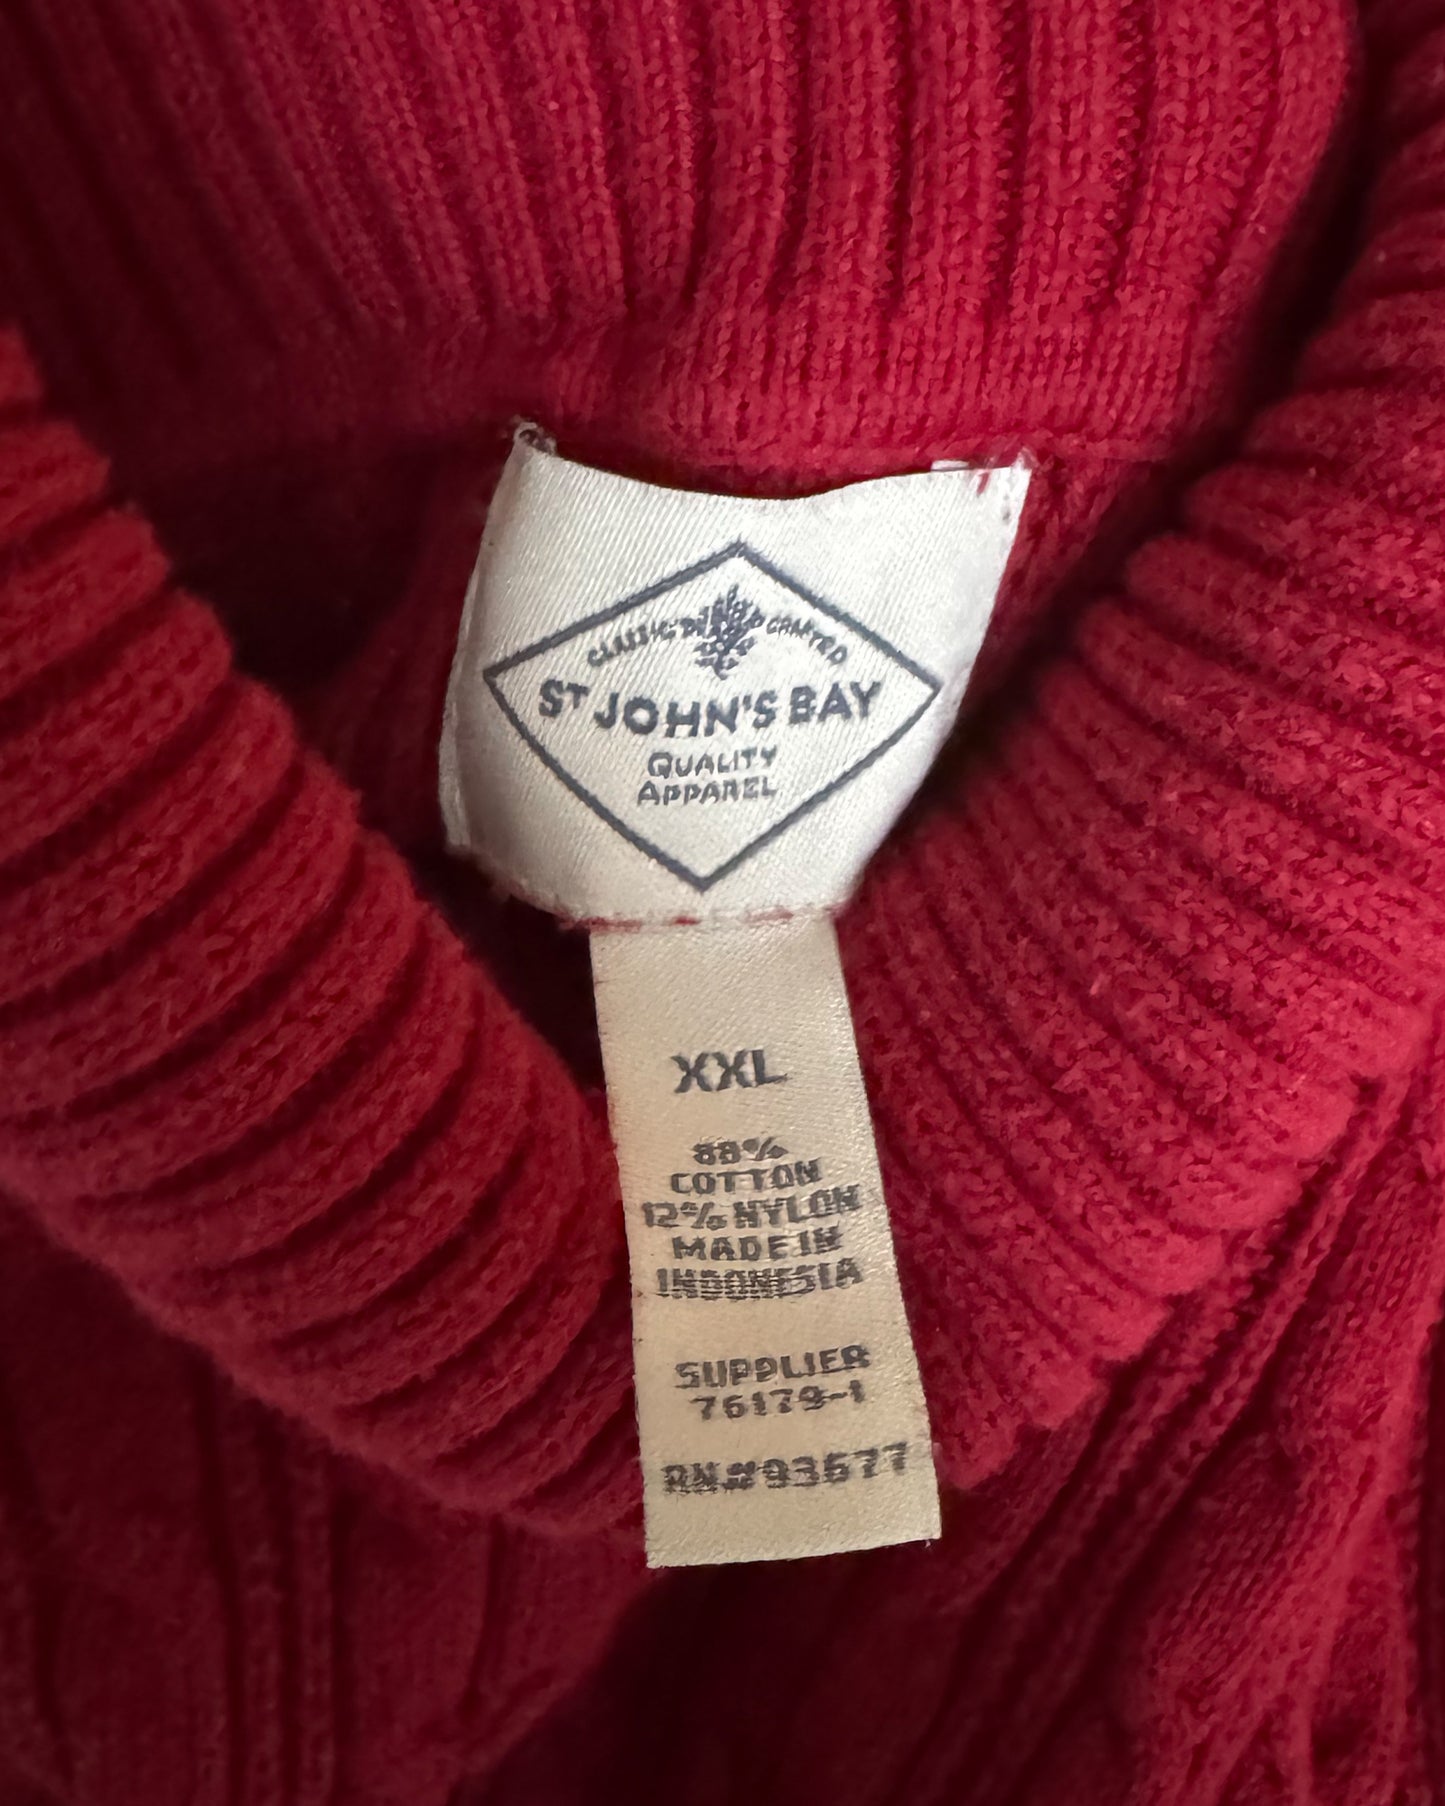 CLASSIC'LY CRAFTED
ST JOHN'S BAY
QUALITY
APPAREL
XXL
88%
COTTON
12% NYLON
MADE IN
INDONESIA
SUPPLIER
76179-1
RN#93677